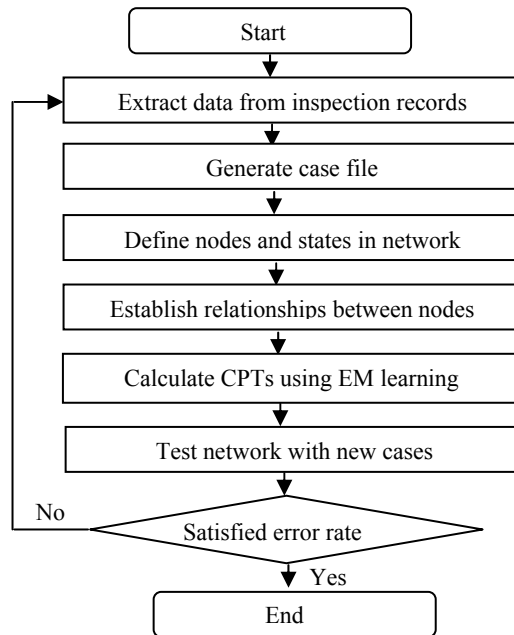 Start
Extract data from inspection records
Generate case file
Define nodes and states in network
Establish relationships between nodes
Calculate CPTs using EM learning
Test network with new cases
No
Satisfied error rate
Yes
End